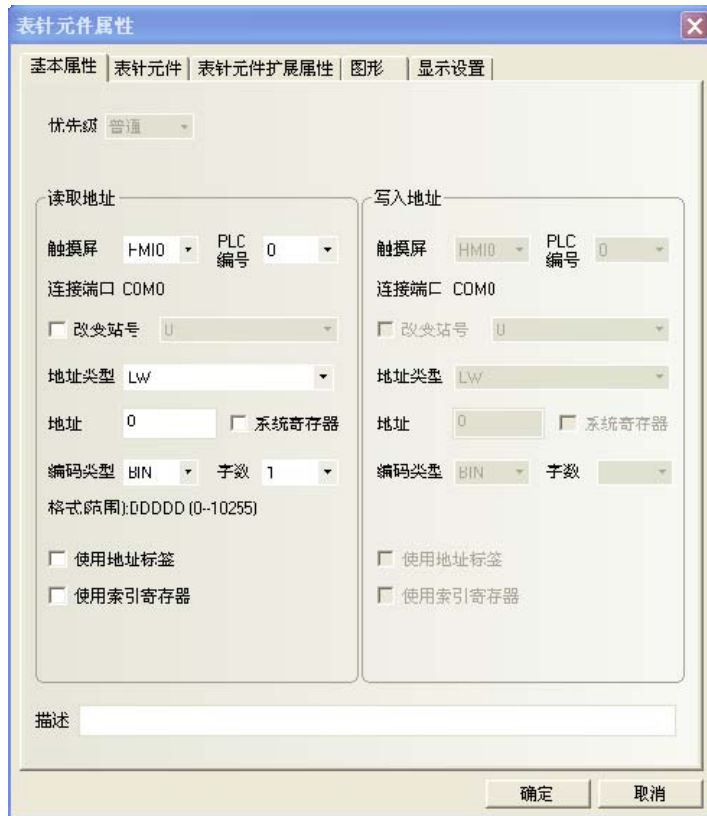 表针元件属性
基本属性 表针元件 表针元件扩展属性 图形 显示设置
优先级 普通
读取地址
触摸屏 HMI0 PLC编号 0
连接端口 COM0
改变站号 0
地址类型 LW
地址 0 系统寄存器
编码类型 BIN 字数 1
格式(范围):DDDDD (0--10255)
使用地址标签
使用索引寄存器
写入地址
触摸屏 HMI0 PLC编号 0
连接端口 COM0
改变站号 0
地址类型 LW
地址 0 系统寄存器
编码类型 BIN 字数
使用地址标签
使用索引寄存器
描述
确定 取消